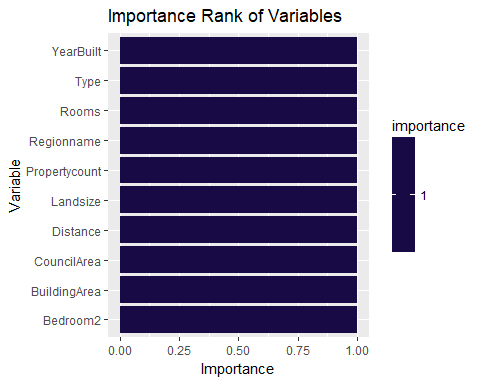 Importance Rank of Variables
Variable
YearBuilt
Type
Rooms
Regionname
Propertycount
Landsize
Distance
CouncilArea
BuildingArea
Bedroom2
0.00 0.25 0.50 0.75 1.00
Importance
importance
1